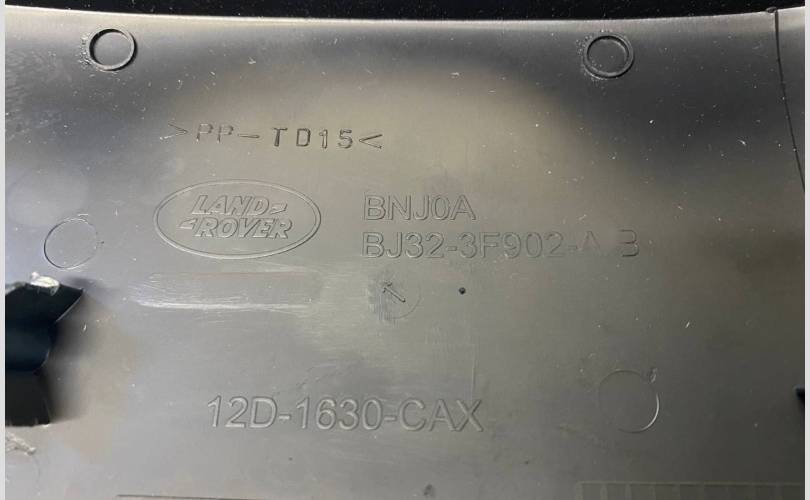 >PP-TD15<
LAND-
-ROVER
BNJ0A
BJ32-3F902-A.B
12D-1630-CAX